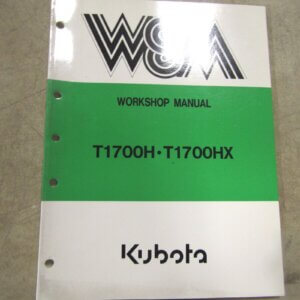 WSM
WORKSHOP MANUAL
T1700H·T1700HX
Kubota